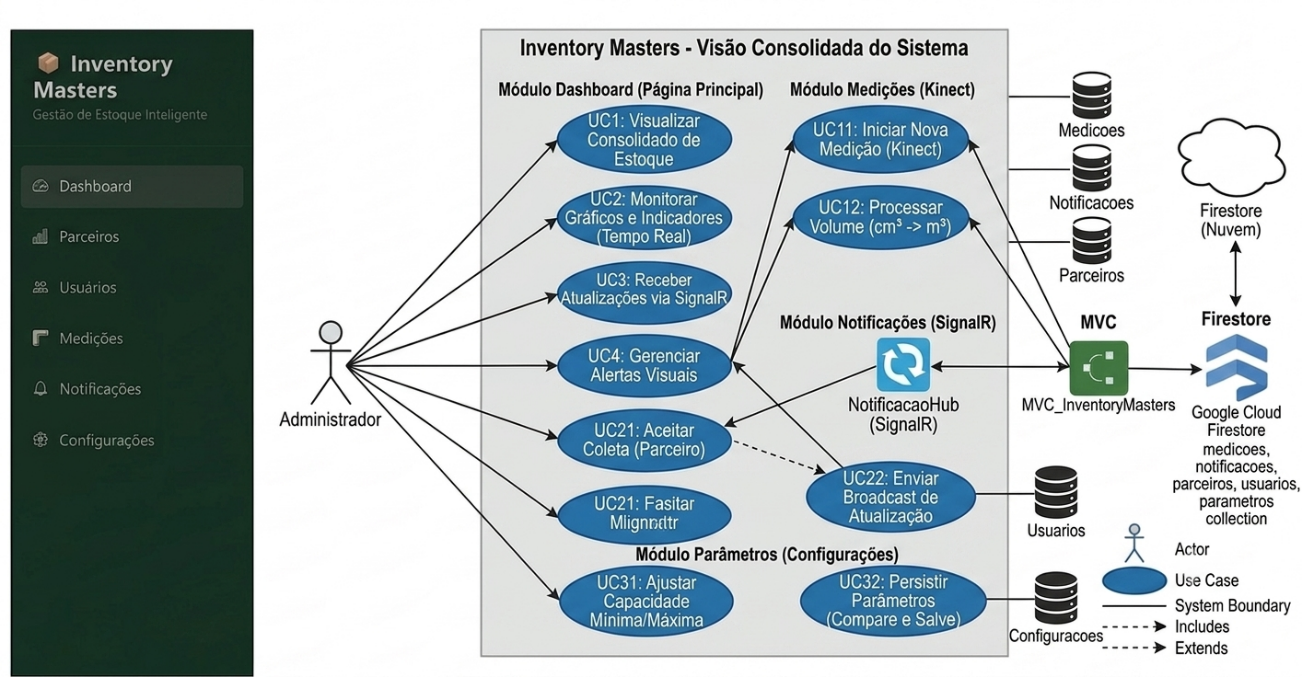 Inventory
Masters
Gestão de Estoque Inteligente
Dashboard
Parceiros
Usuários
Medições
Notificações
Configurações
Administrador
Inventory Masters - Visão Consolidada do Sistema
Módulo Dashboard (Página Principal)
UC1: Visualizar
Consolidado de
Estoque
UC2: Monitorar
Gráficos e Indicadores
(Tempo Real)
UC3: Receber
Atualizações via SignalR
UC4: Gerenciar
Alertas Visuais
UC21: Aceitar
Coleta (Parceiro)
UC21: Fasitar
Módulo Medições (Kinect)
UC11: Iniciar Nova
Medição (Kinect)
UC12: Processar
Volume (cm³ -> m³)
Módulo Notificações (SignalR)
NotificacaoHub
(SignalR)
UC22: Enviar
Broadcast de
Atualização
Módulo Parâmetros (Configurações)
UC31: Ajustar
Capacidade
Mínima/Máxima
UC32: Persistir
Parâmetros
(Compare e Salve)
Medicoes
Notificacoes
Parceiros
MVC
MVC_InventoryMasters
Usuarios
Configuracoes
Firestore
(Nuvem)
Firestore
Google Cloud
Firestore
medicoes,
notificacoes,
parceiros, usuarios,
parametros
collection
Actor
Use Case
System Boundary
Includes
Extends